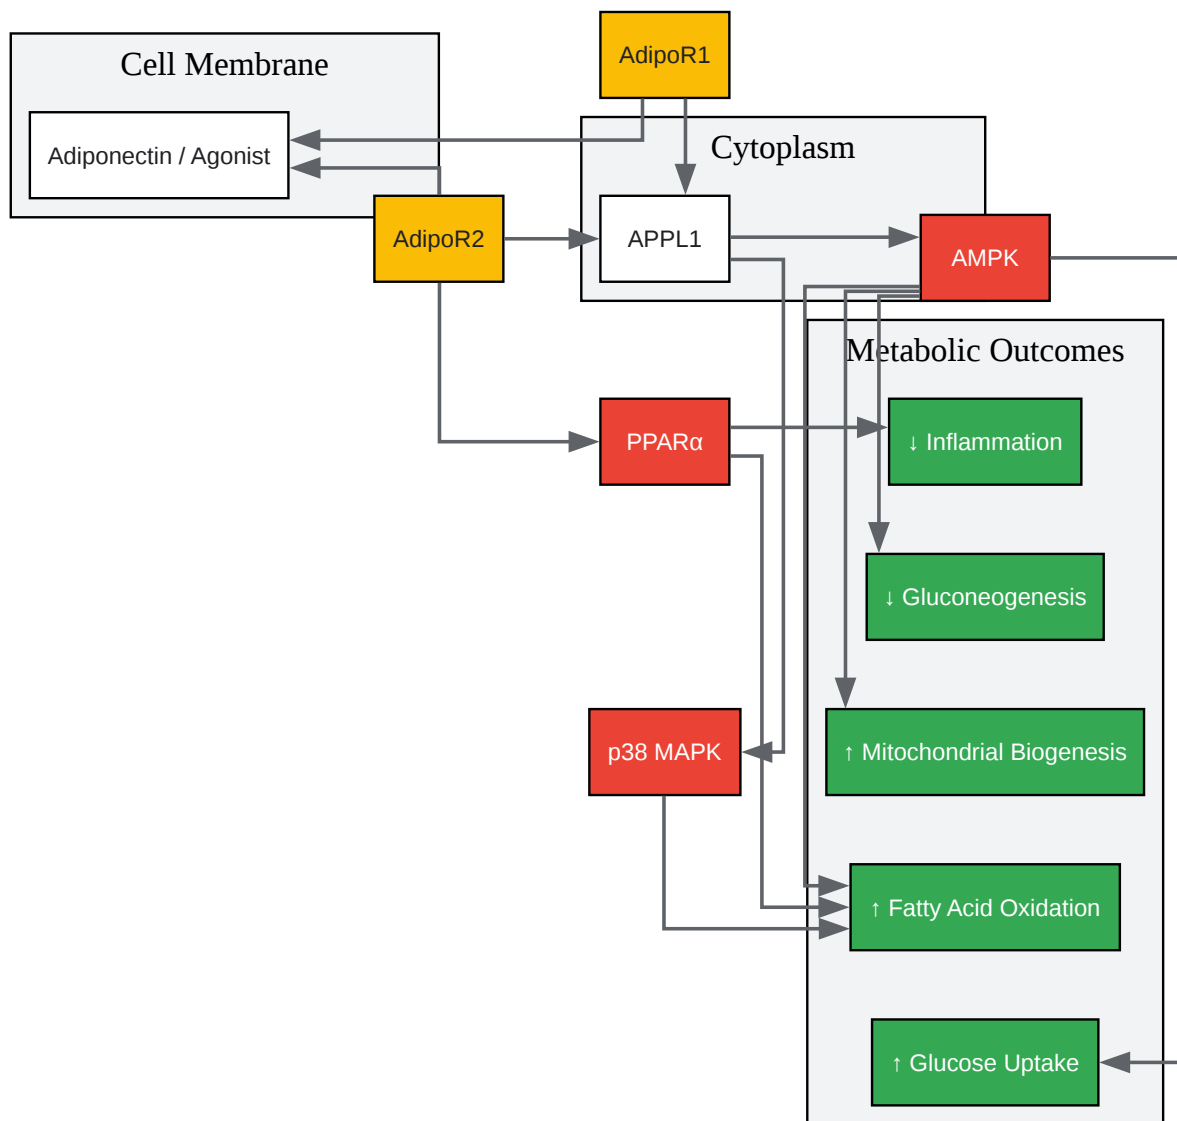 AdipoR1
Cell Membrane
Adiponectin / Agonist
Cytoplasm
AdipoR2
APPL1
AMPK
Metabolic Outcomes
PPARα
↓ Inflammation
↓ Gluconeogenesis
p38 MAPK
↑ Mitochondrial Biogenesis
↑ Fatty Acid Oxidation
↑ Glucose Uptake